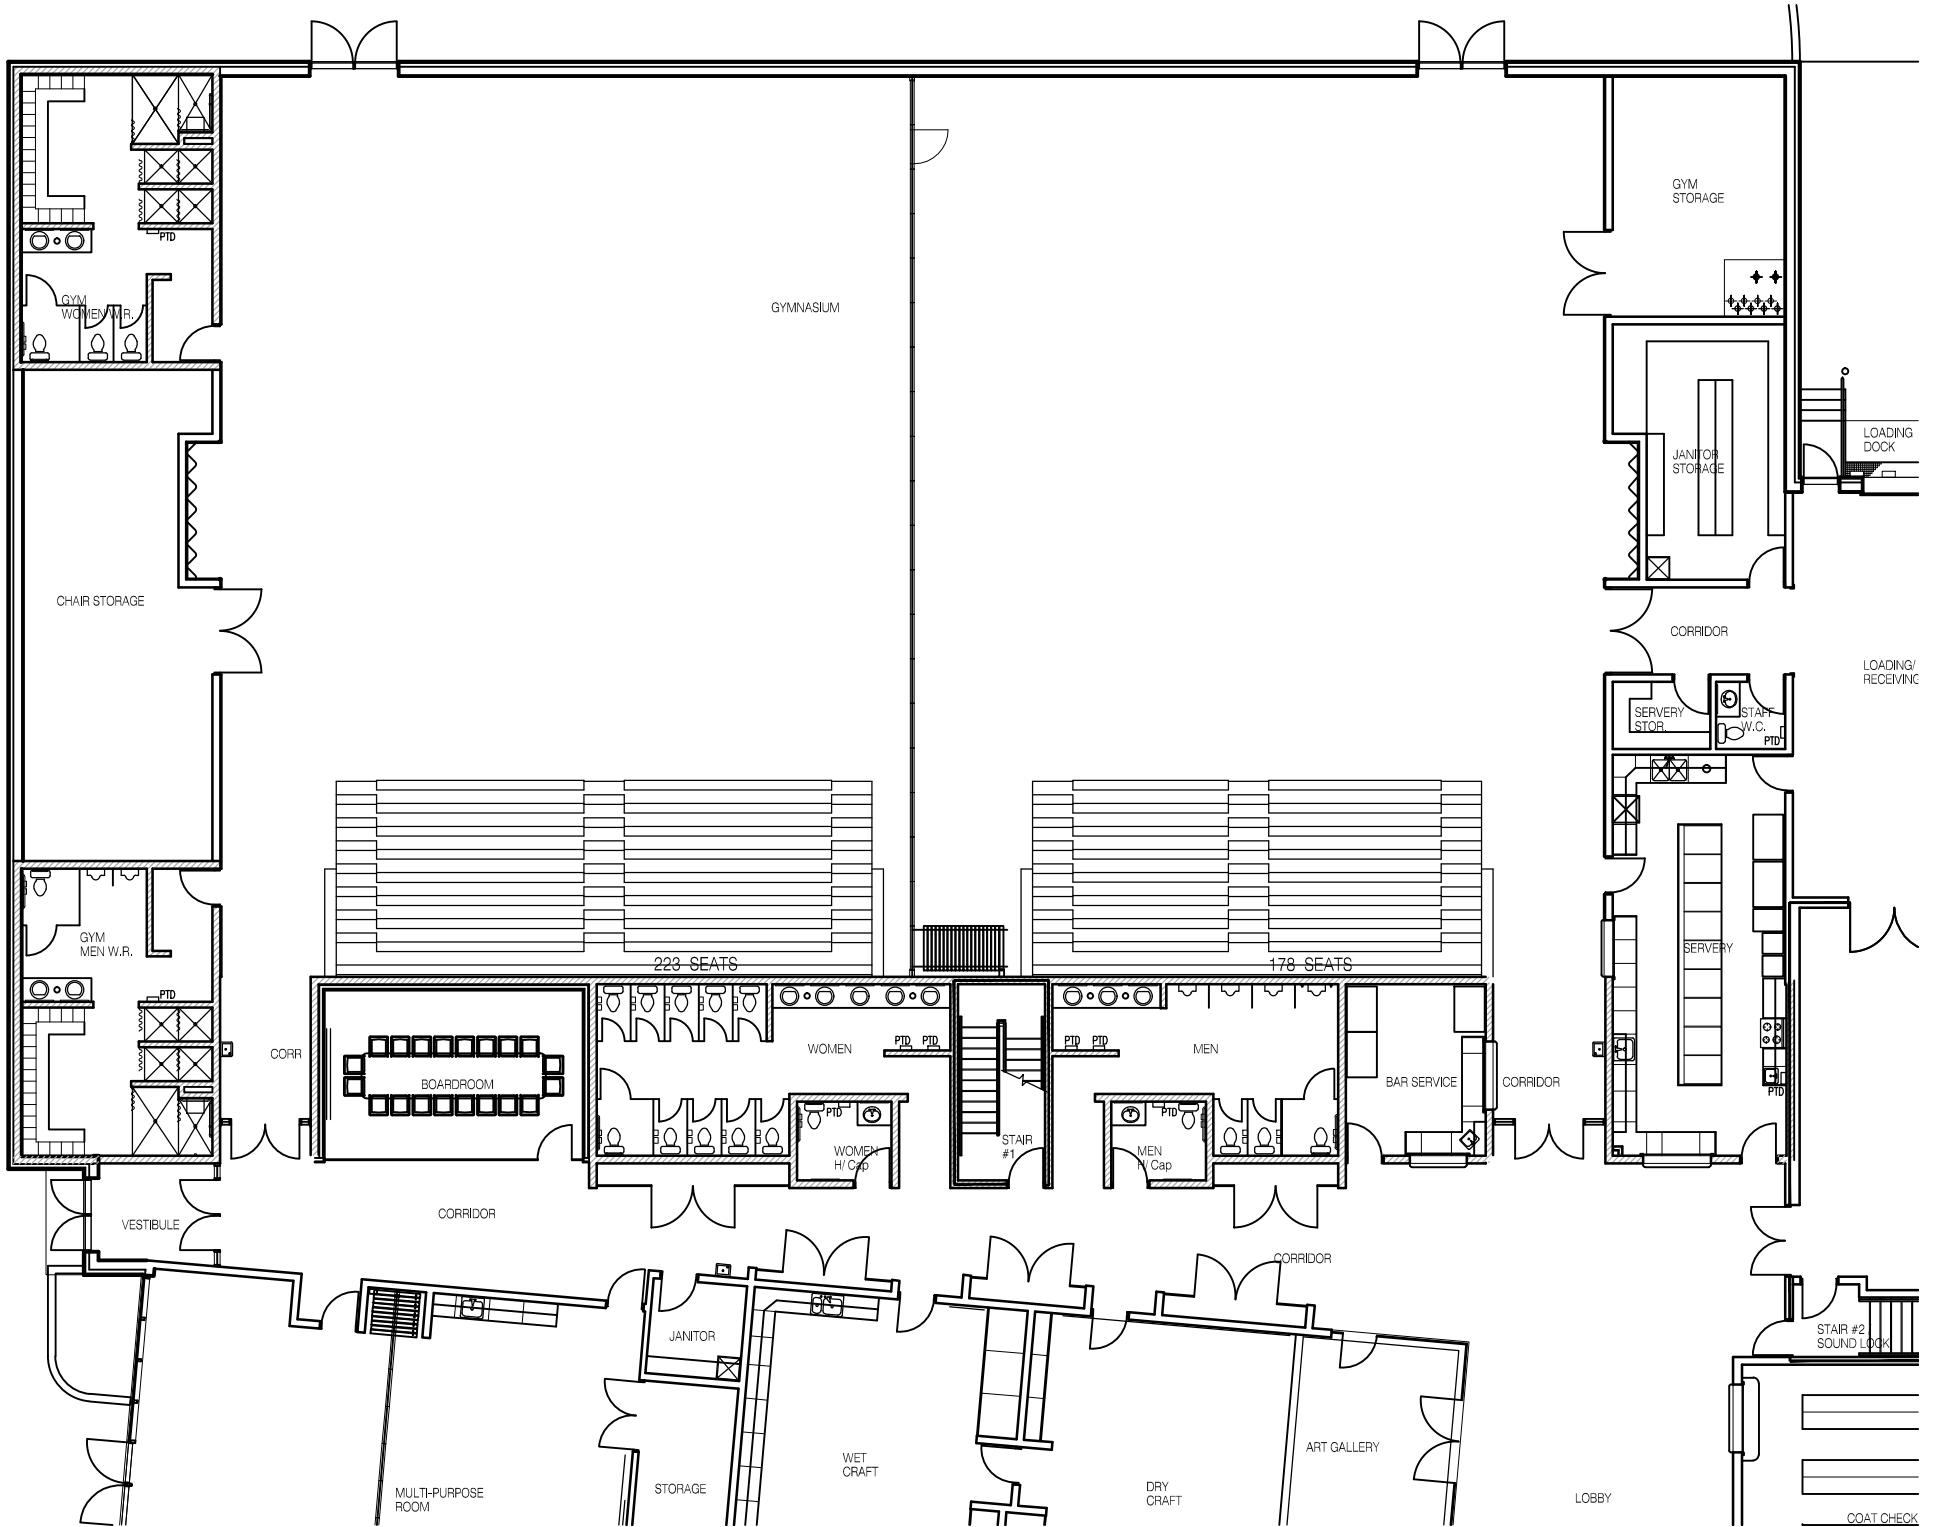 GYM
STORAGE
PTD
GYM
WOMEN W.R.
GYMNASIUM
LOADING
DOCK
JANITOR
STORAGE
CHAIR STORAGE
CORRIDOR
LOADING/
RECEIVING
SERVERY
STOR.
STAFF
W.C.
PTD
GYM
MEN W.R.
SERVERY
223 SEATS
178 SEATS
PTD
CORR
WOMEN
PTD
PTD
PTD
PTD
MEN
BOARDROOM
BAR SERVICE
CORRIDOR
PTD
PTD
PTD
STAIR
#1
WOMEN
H/ Cap
MEN
H/ Cap
VESTIBULE
CORRIDOR
CORRIDOR
JANITOR
STAIR #2
SOUND LOCK
WET
CRAFT
ART GALLERY
MULTI-PURPOSE
ROOM
STORAGE
DRY
CRAFT
LOBBY
COAT CHECK